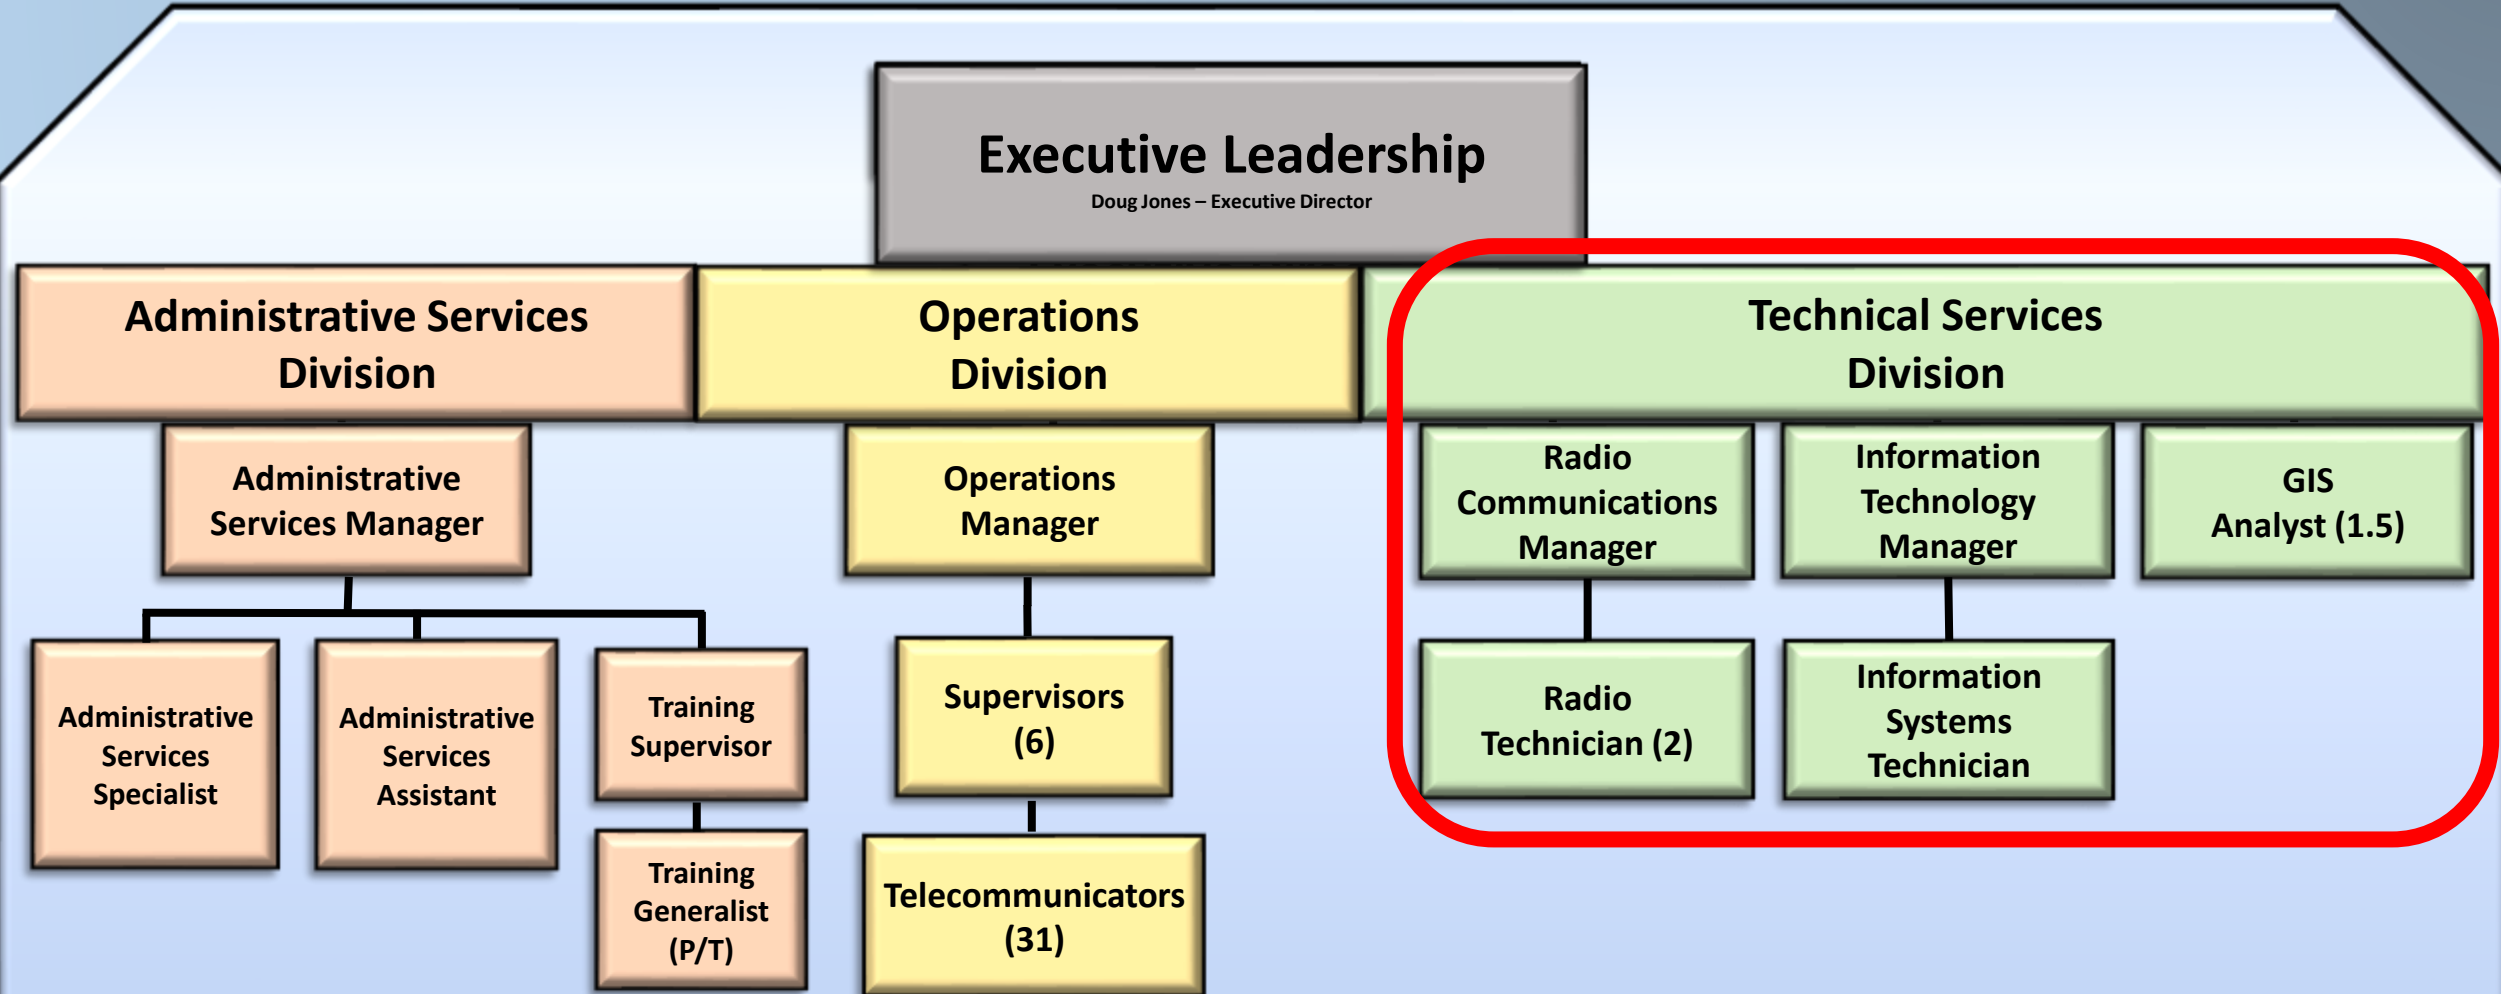 Executive Leadership
Doug Jones – Executive Director
Administrative Services
Division
Operations
Division
Technical Services
Division
Administrative
Services Manager
Operations
Manager
Radio
Communications
Manager
Information
Technology
Manager
GIS
Analyst (1.5)
Administrative
Services
Specialist
Administrative
Services
Assistant
Training
Supervisor
Supervisors
(6)
Radio
Technician (2)
Information
Systems
Technician
Training
Generalist
(P/T)
Telecommunicators
(31)